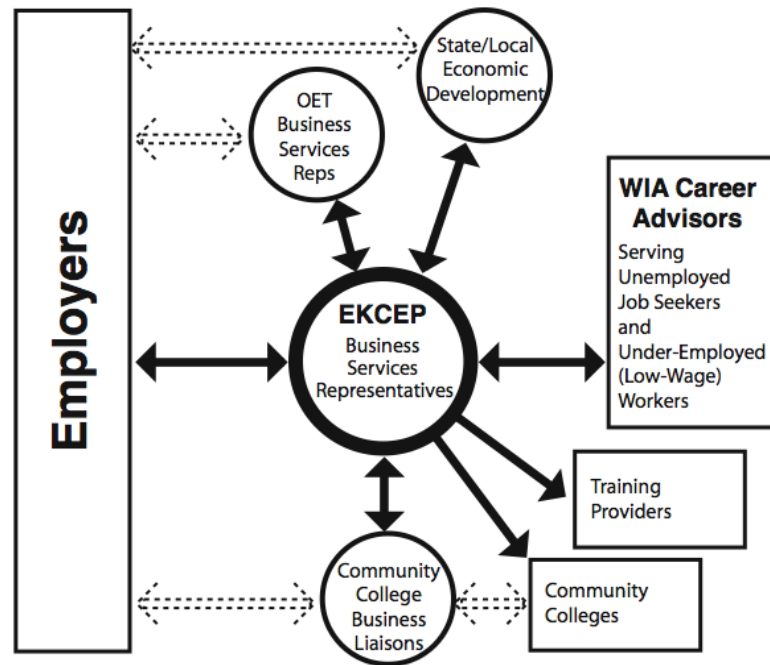 Employers
State/Local
Economic
Development
OET
Business
Services
Reps
WIA Career
Advisors
Serving
Unemployed
Job Seekers
and
Under-Employed
(Low-Wage)
Workers
EKCEP
Business
Services
Representatives
Training
Providers
Community
College
Business
Liaisons
Community
Colleges